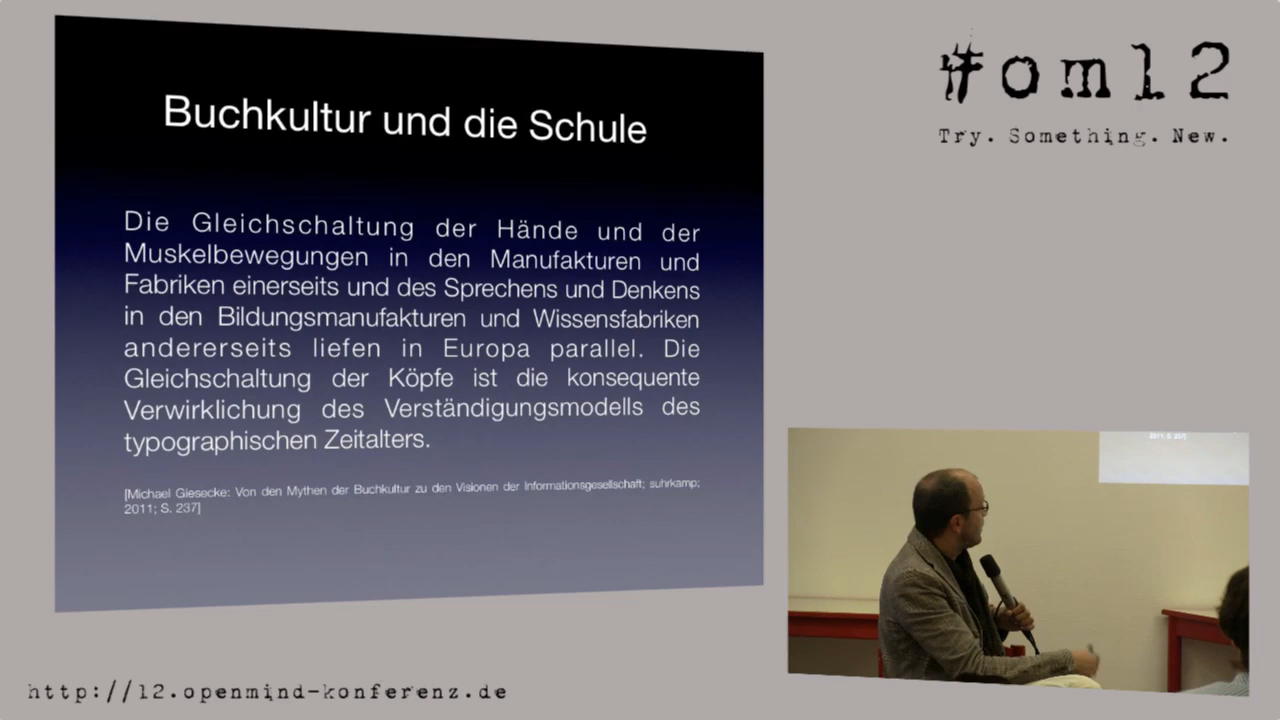 Buchkultur und die Schule
Die Gleichschaltung der Hände und der
Muskelbewegungen in den Manufakturen und
Fabriken einerseits und des Sprechens und Denkens
in den Bildungsmanufakturen und Wissensfabriken
andererseits liefen in Europa parallel. Die
Gleichschaltung der Köpfe ist die konsequente
Verwirklichung des Verständigungsmodells des
typographischen Zeitalters.
[Michael Giesecke: Von den Mythen der Buchkultur zu den Visionen der Informationsgesellschaft; suhrkamp;
2011; S. 237]
#om12
Try. Something. New.
2011; S. 237]
http://12.openmind-konferenz.de